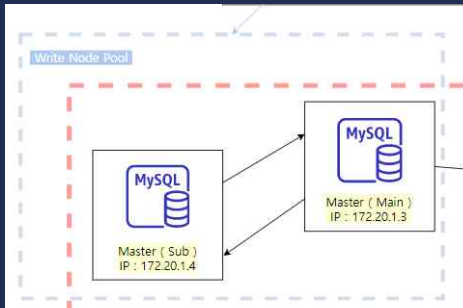 Write Node Pool
MySQL
Master ( Main )
IP : 172.20.1.3
MySQL
Master ( Sub )
IP : 172.20.1.4